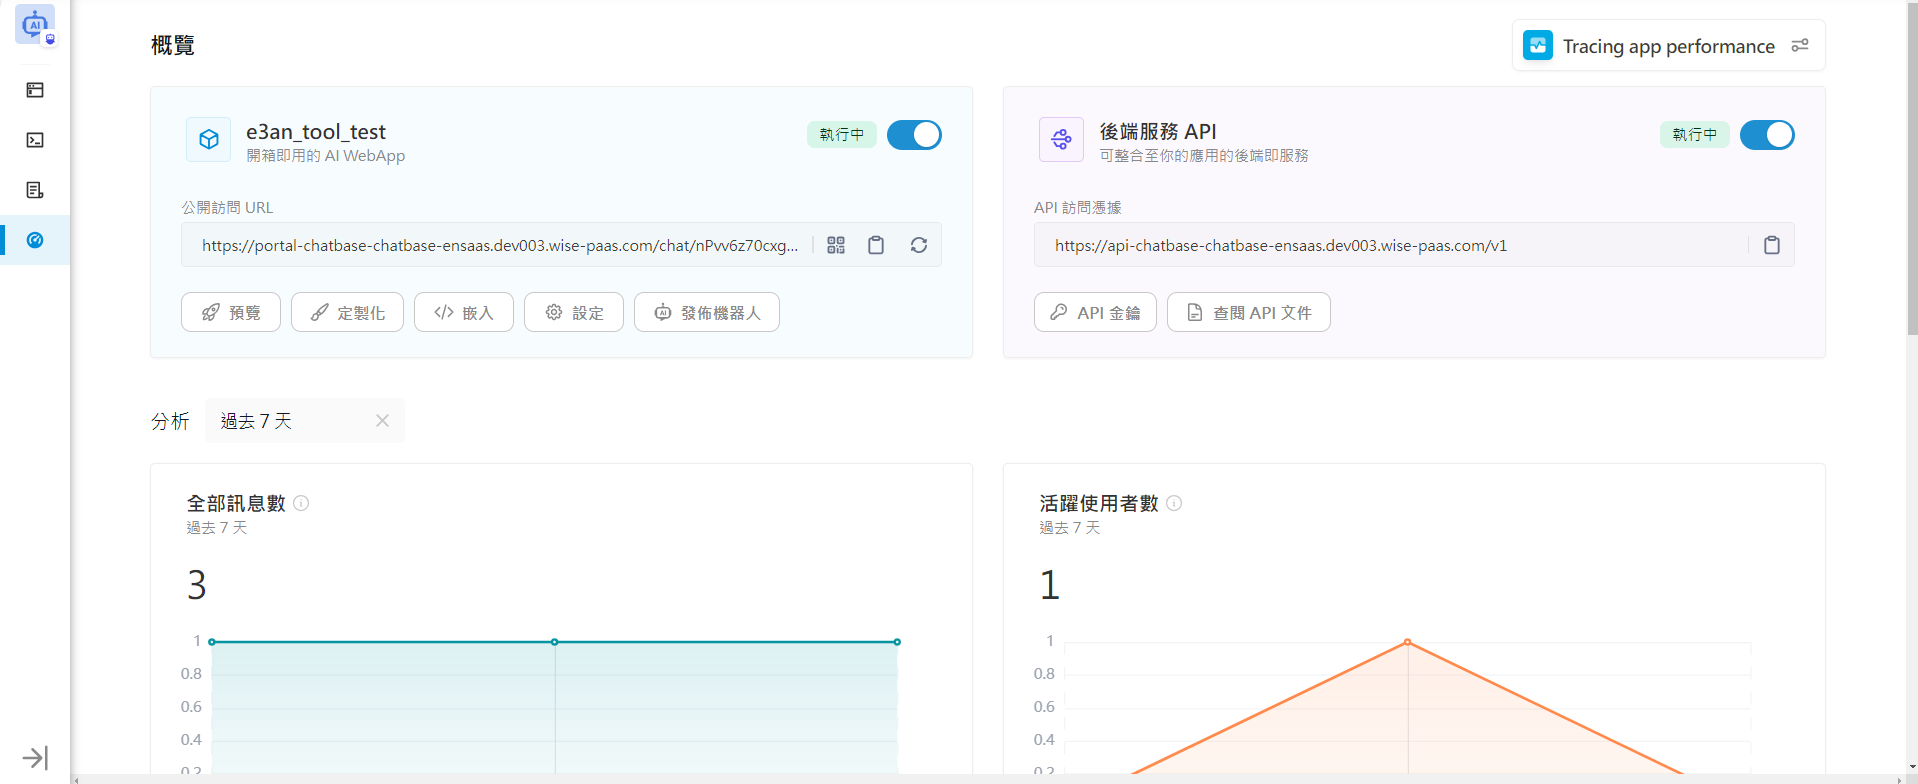 概覽
Tracing app performance
e3an_tool_test
開箱即用的 AI WebApp
執行中
公開訪問 URL
https://portal-chatbase-chatbase-ensaas.dev003.wise-paas.com/chat/nPvv6z70cxg...
預覽
定製化
嵌入
設定
發佈機器人
後端服務 API
可整合至你的應用的後端即服務
執行中
API 訪問憑據
https://api-chatbase-chatbase-ensaas.dev003.wise-paas.com/v1
API 金鑰
查閱 API 文件
分析
過去 7 天
全部訊息數
過去 7 天
3
1
0.8
0.6
0.4
0.2
活躍使用者數
過去 7 天
1
1
0.8
0.6
0.4
0.2